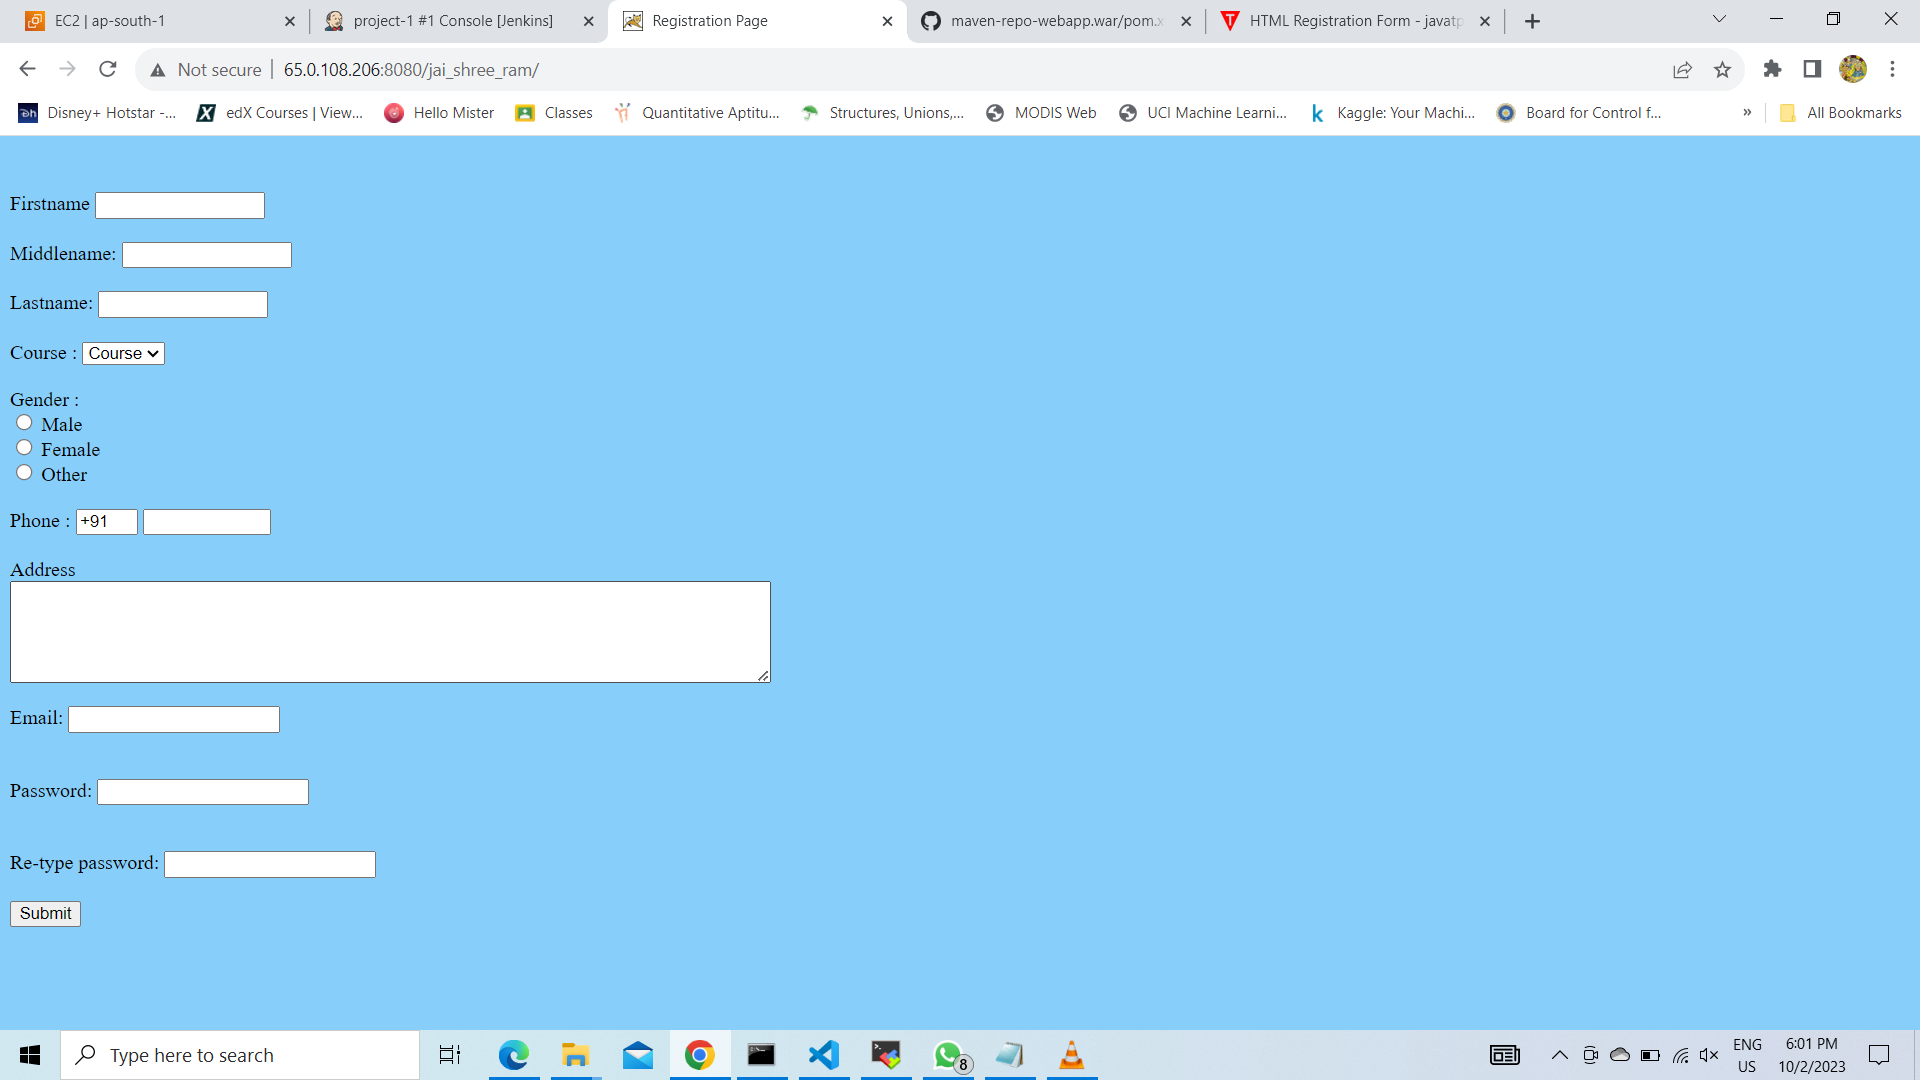 EC2 | ap-south-1
project-1 #1 Console [Jenkins]
Registration Page
maven-repo-webapp.war/pom.x
HTML Registration Form - javatp
Not secure
65.0.108.206:8080/jai_shree_ram/
Disney+ Hotstar -...
edX Courses | View...
Hello Mister
Classes
Quantitative Aptitu...
Structures, Unions,...
MODIS Web
UCI Machine Learni...
Kaggle: Your Machi...
Board for Control f...
»
All Bookmarks
Firstname
Middlename:
Lastname:
Course : Course
Gender :
Male
Female
Other
Phone : +91
Address
Email:
Password:
Re-type password:
Submit
Type here to search
8
ENG
US
6:01 PM
10/2/2023